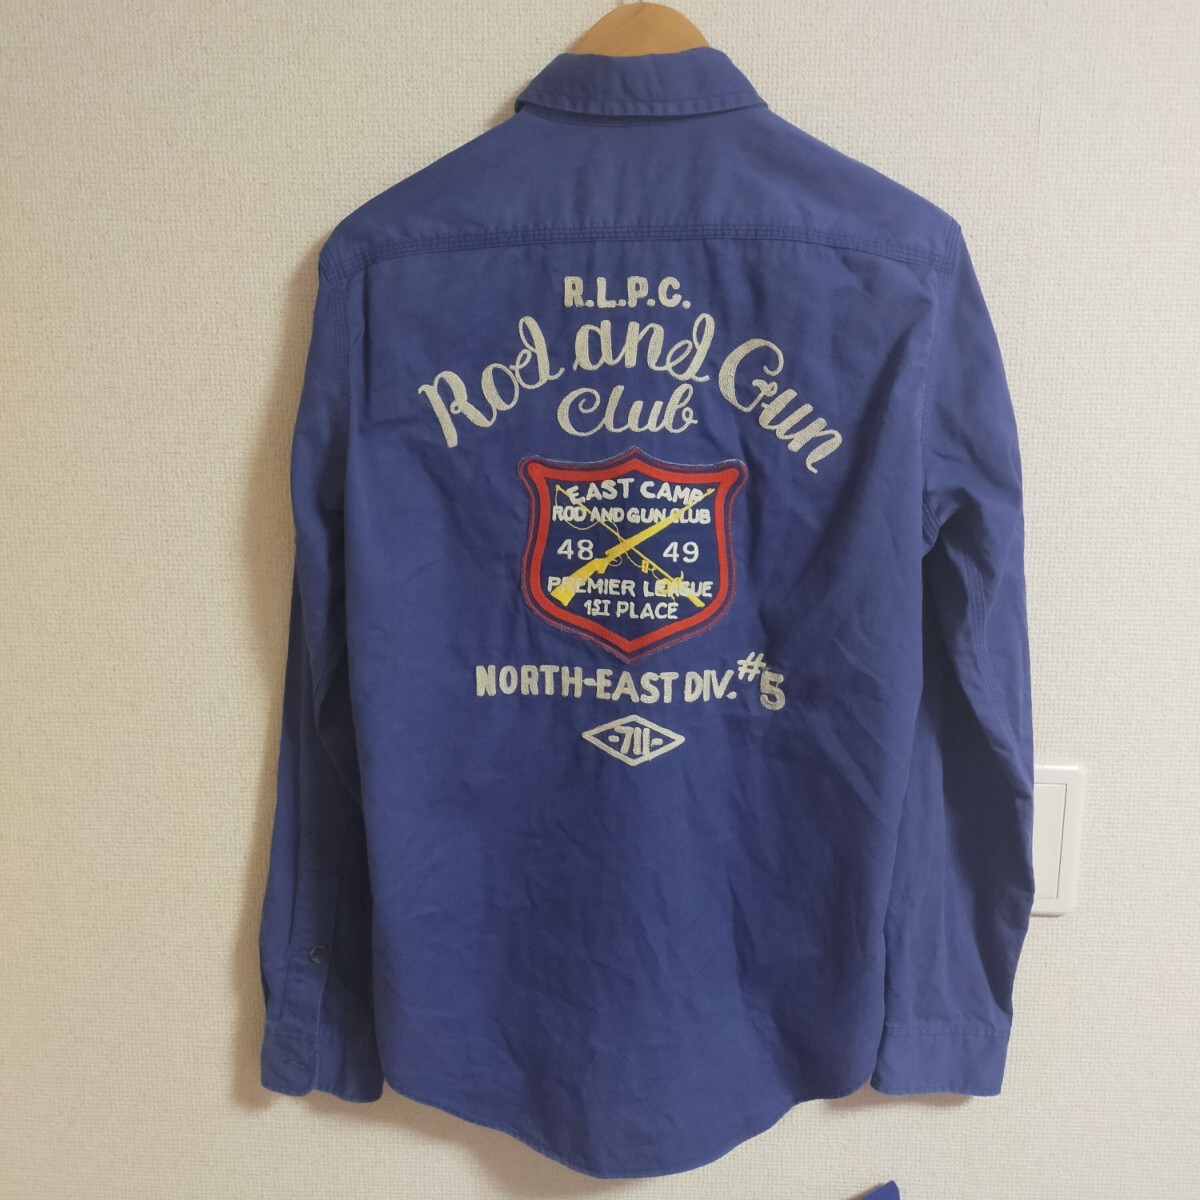 R.L.P.C.
Rod and Gun
Club
EAST CAMP
ROD AND GUN CLUB
48 49
PREMIER LEAGUE
1ST PLACE
NORTH-EAST DIV. #5
-711-